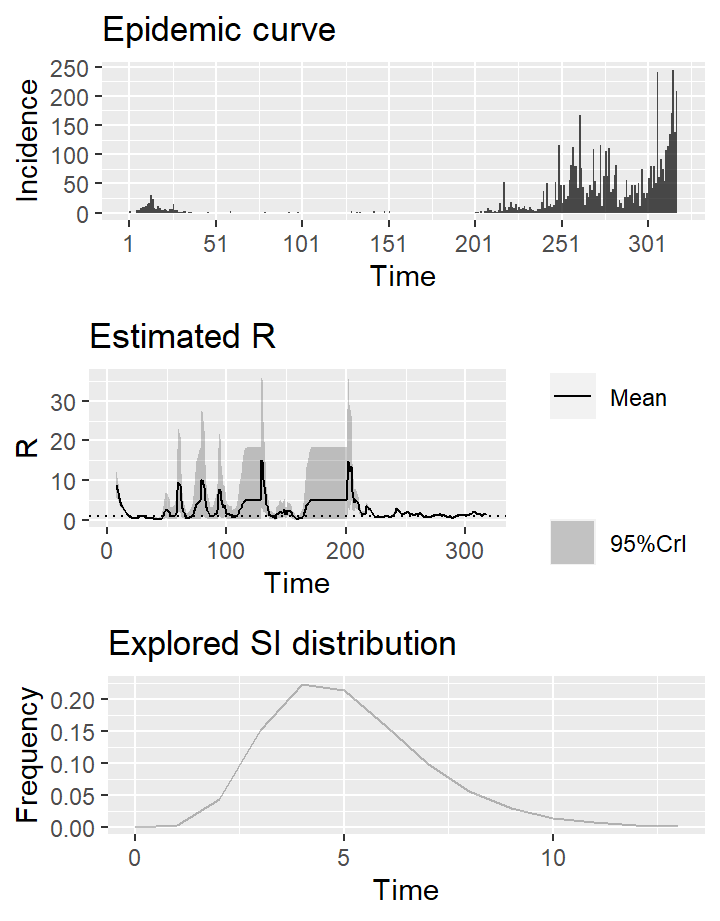 Epidemic curve
Incidence
250
200
150
100
50
0
1 51 101 151 201 251 301
Time
Estimated R
R
30
20
10
0
0 100 200 300
Time
Mean
95%CrI
Explored SI distribution
Frequency
0.20
0.15
0.10
0.05
0.00
0 5 10
Time